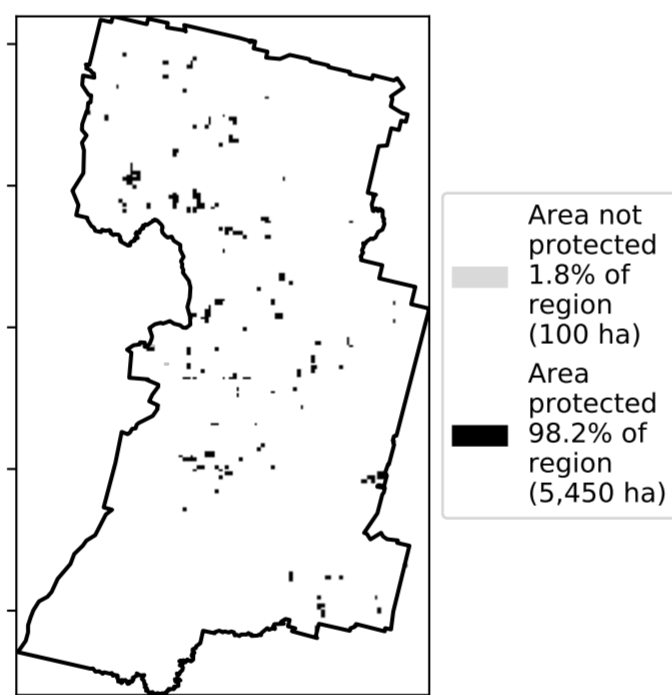 Area not
protected
1.8% of
region
(100 ha)
Area
protected
98.2% of
region
(5,450 ha)